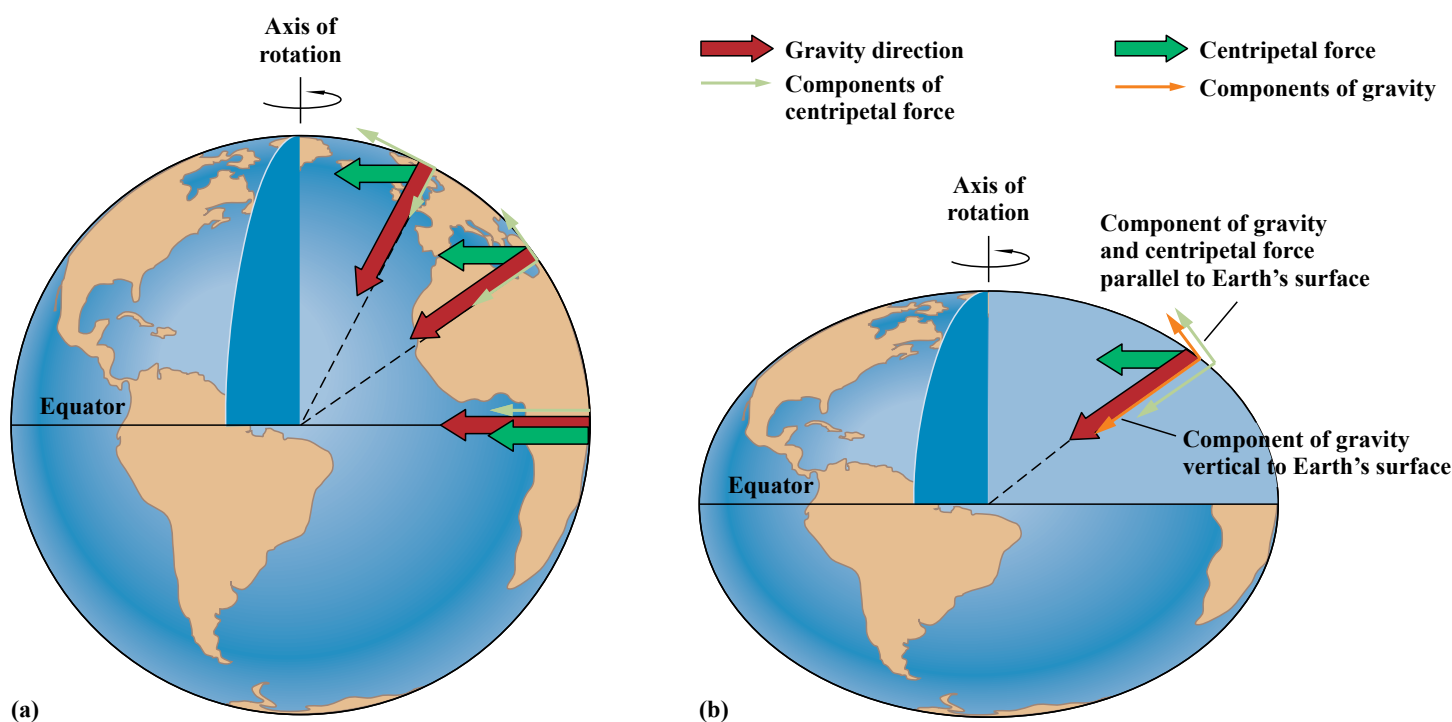 Axis of
rotation
Equator
(a)
Gravity direction
Components of
centripetal force
Centripetal force
Components of gravity
Axis of
rotation
Component of gravity
and centripetal force
parallel to Earth’s surface
Component of gravity
vertical to Earth’s surface
Equator
(b)